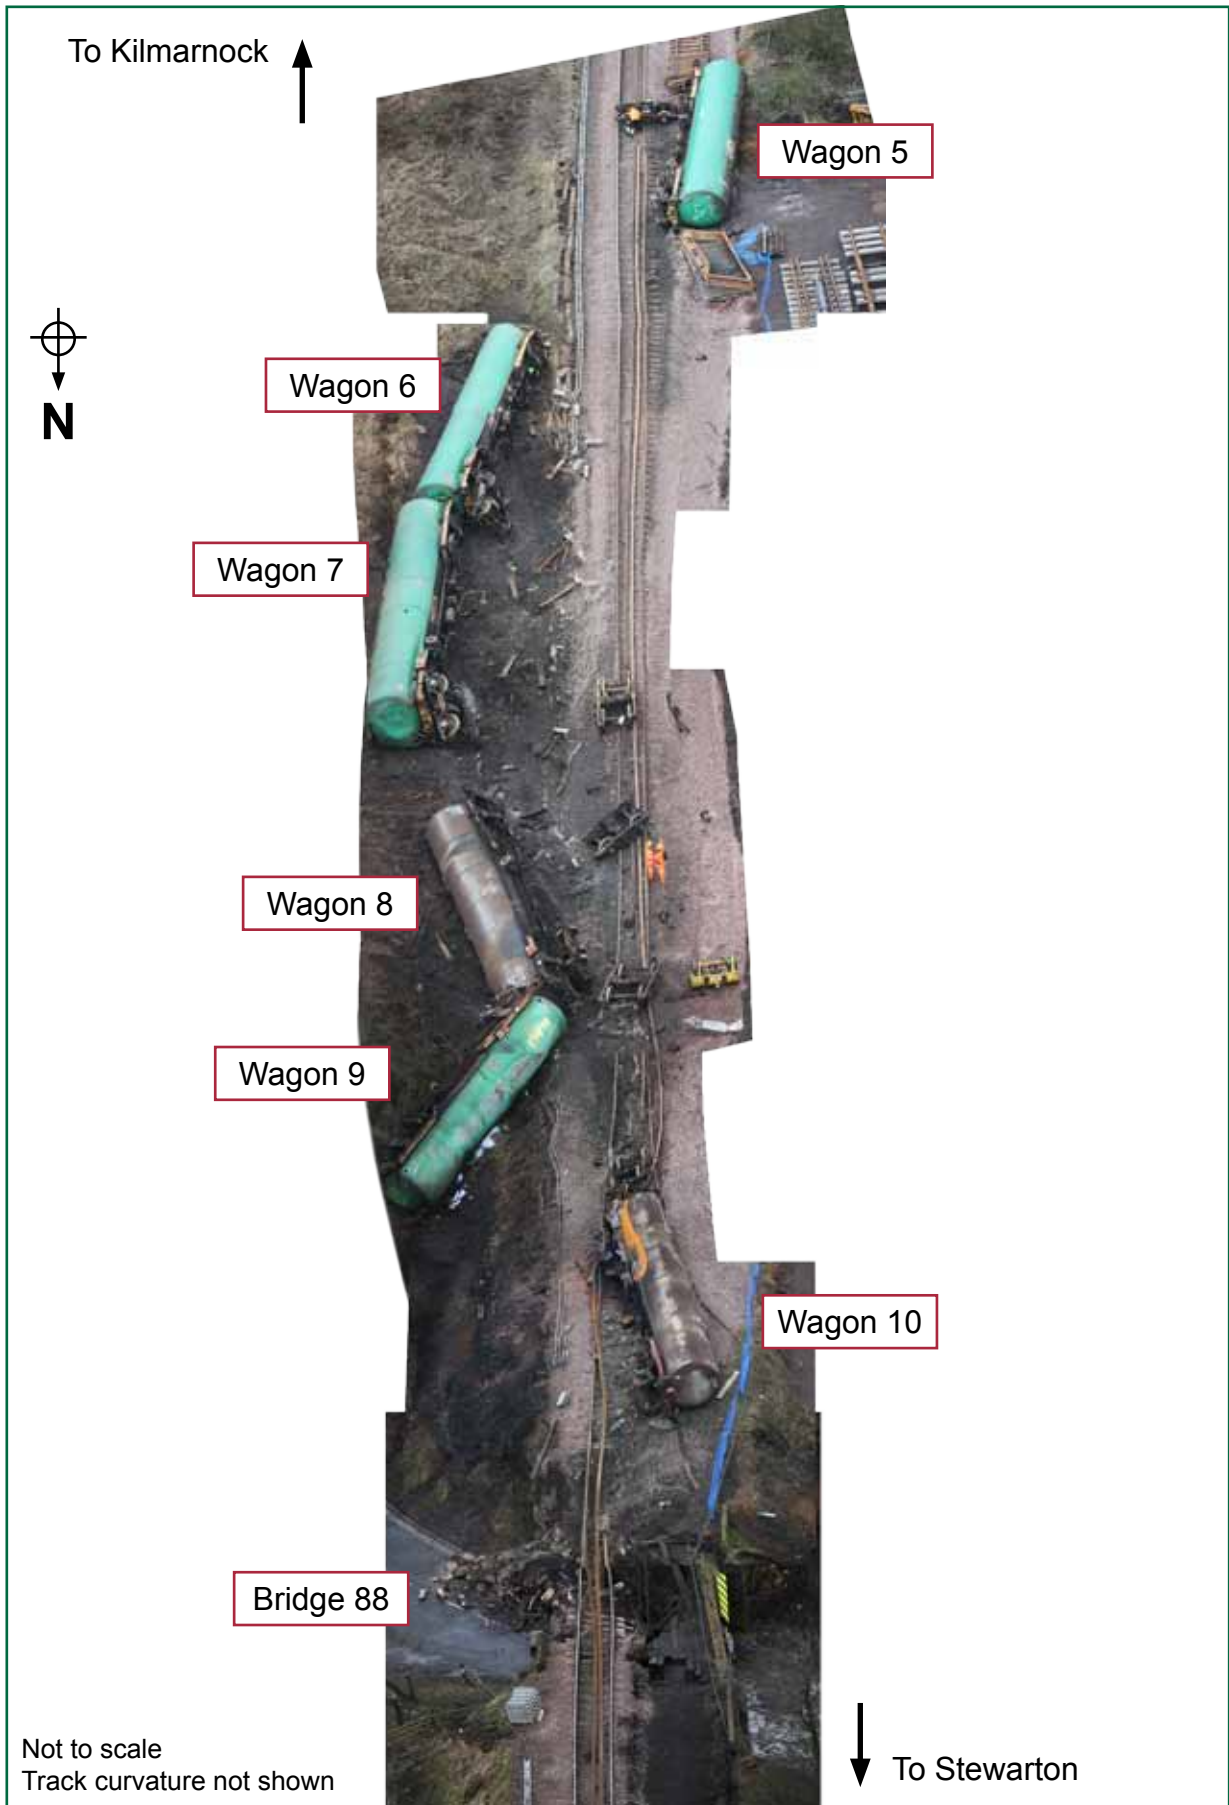 To Kilmarnock
Wagon 5
N
Wagon 6
Wagon 7
Wagon 8
Wagon 9
Wagon 10
Bridge 88
Not to scale
Track curvature not shown
To Stewarton